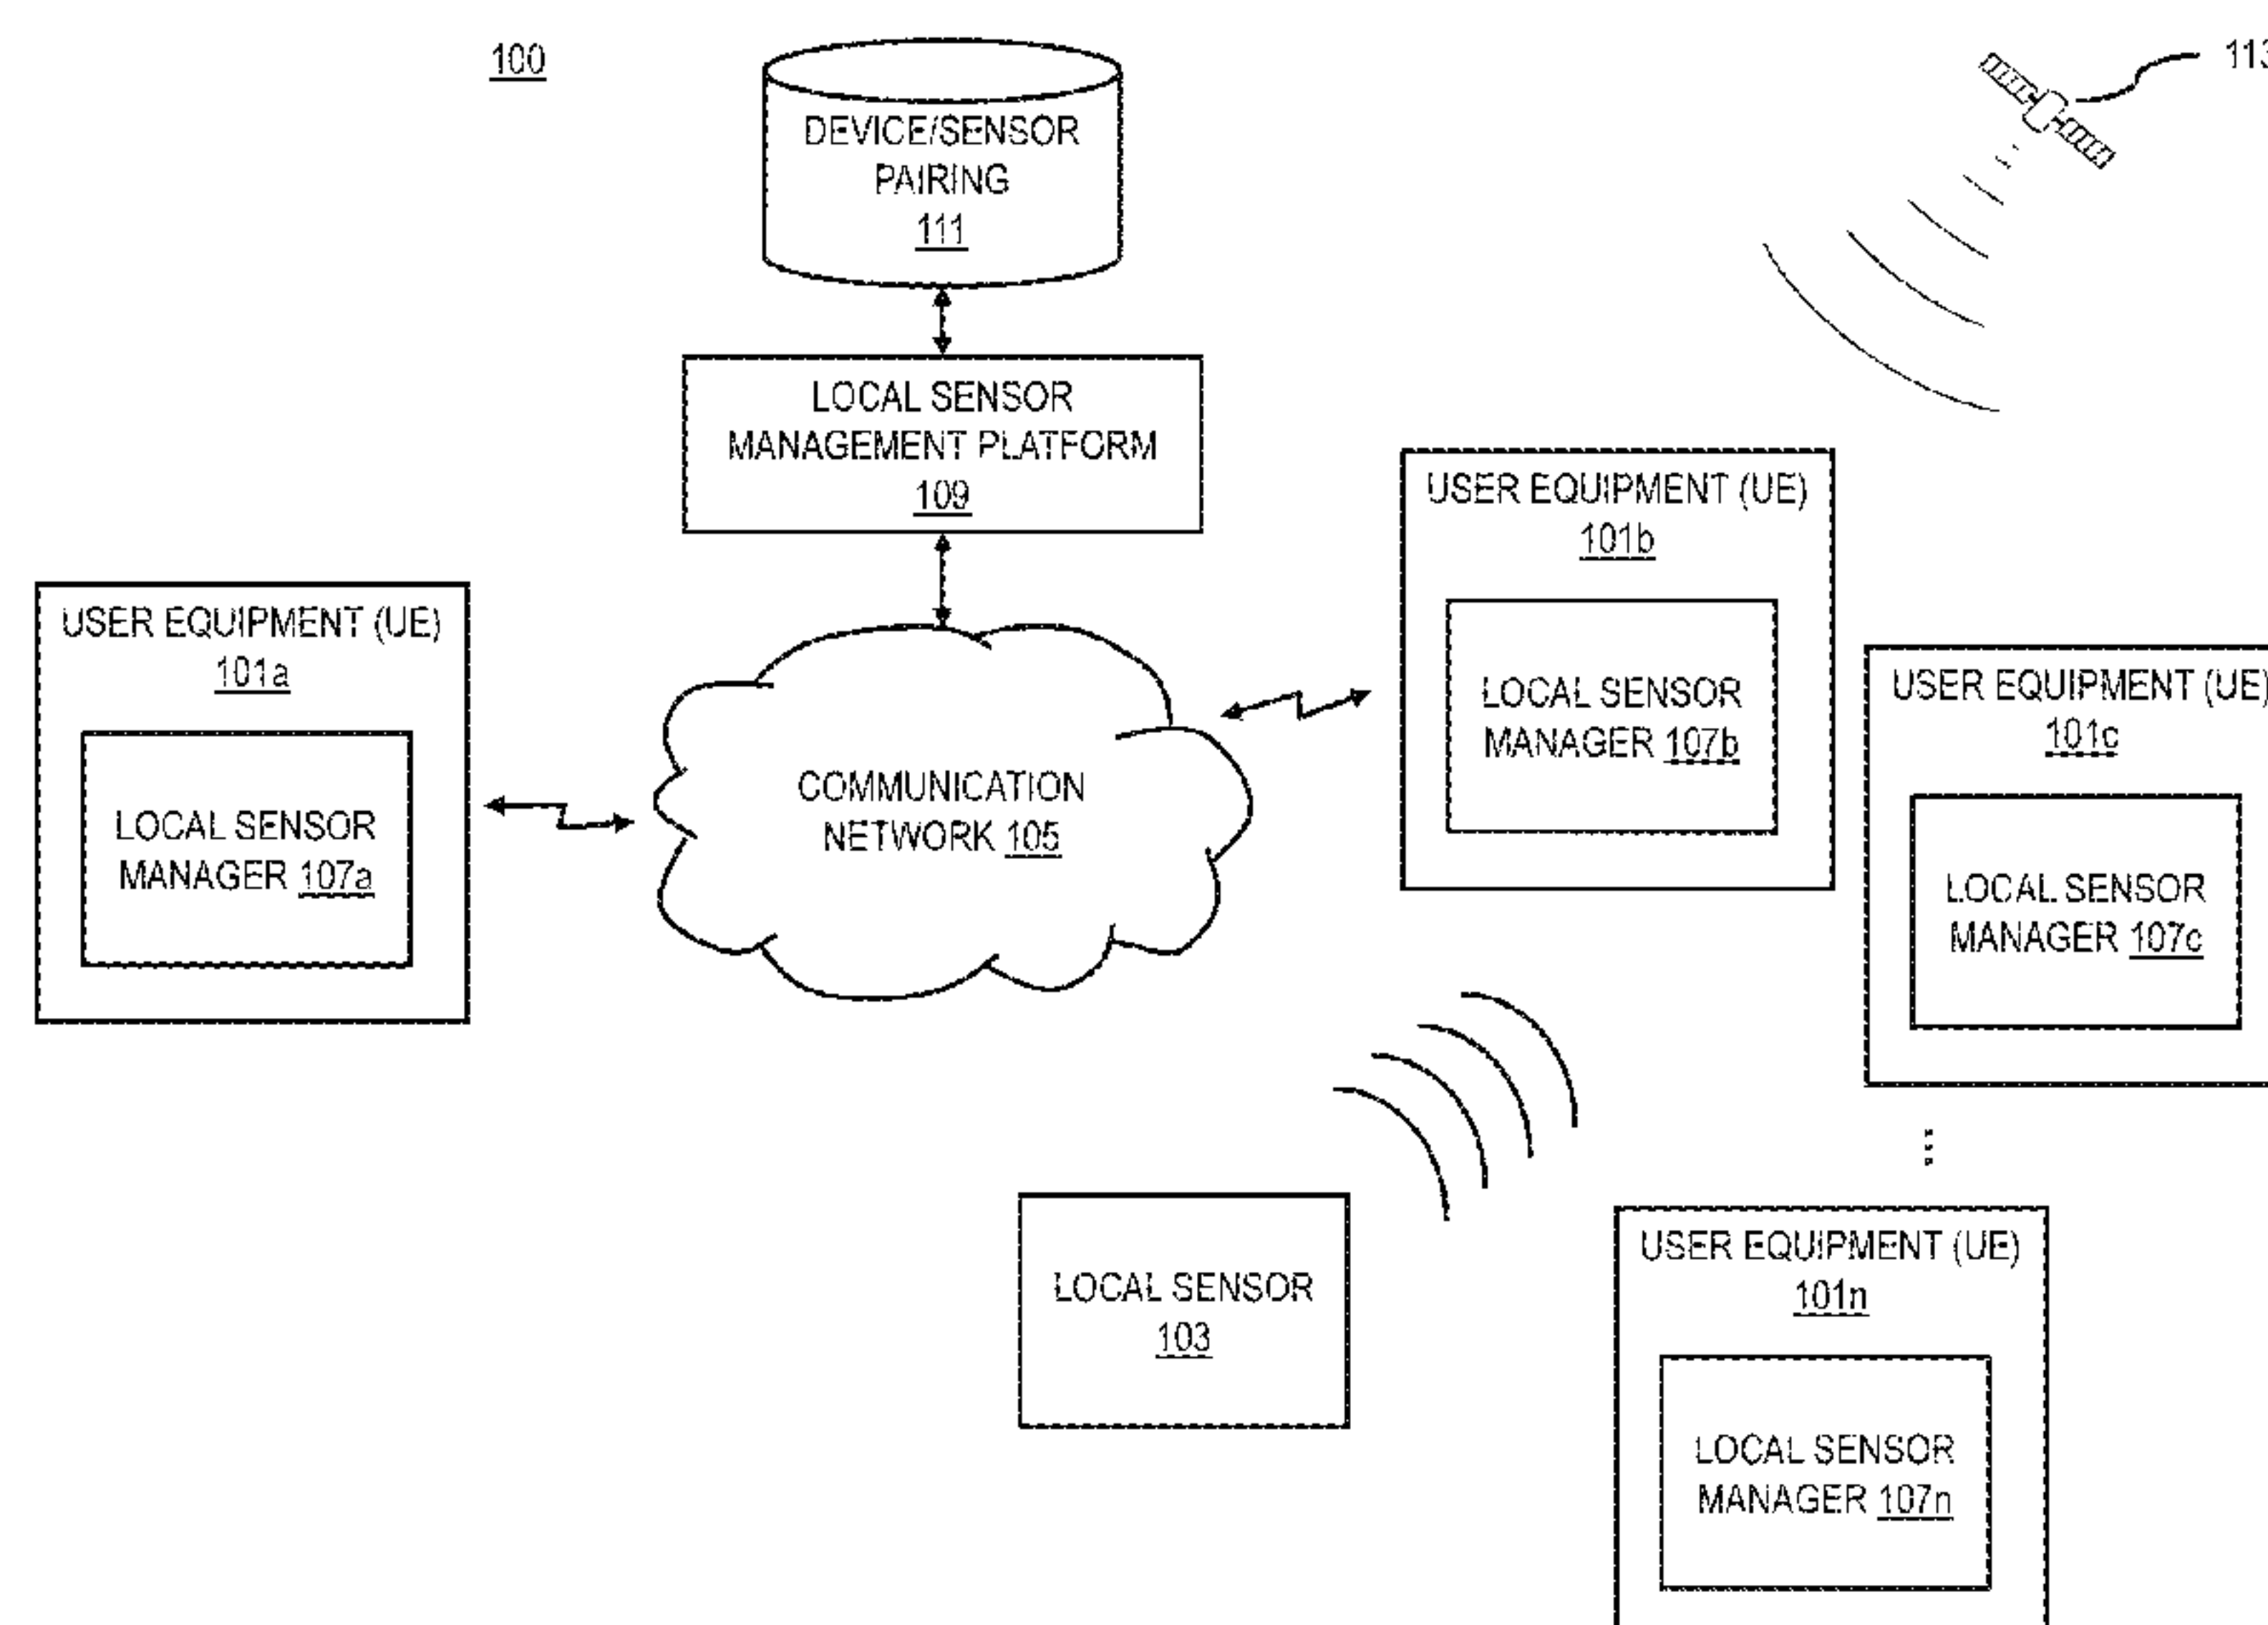 100
113
DEVICE/SENSOR
PAIRING
111
LOCAL SENSOR
MANAGEMENT PLATFORM
109
USER EQUIPMENT (UE)
101a
LOCAL SENSOR
MANAGER 107a
COMMUNICATION
NETWORK 105
USER EQUIPMENT (UE)
101b
LOCAL SENSOR
MANAGER 107b
USER EQUIPMENT (UE)
101c
LOCAL SENSOR
MANAGER 107c
...
LOCAL SENSOR
103
USER EQUIPMENT (UE)
101n
LOCAL SENSOR
MANAGER 107n